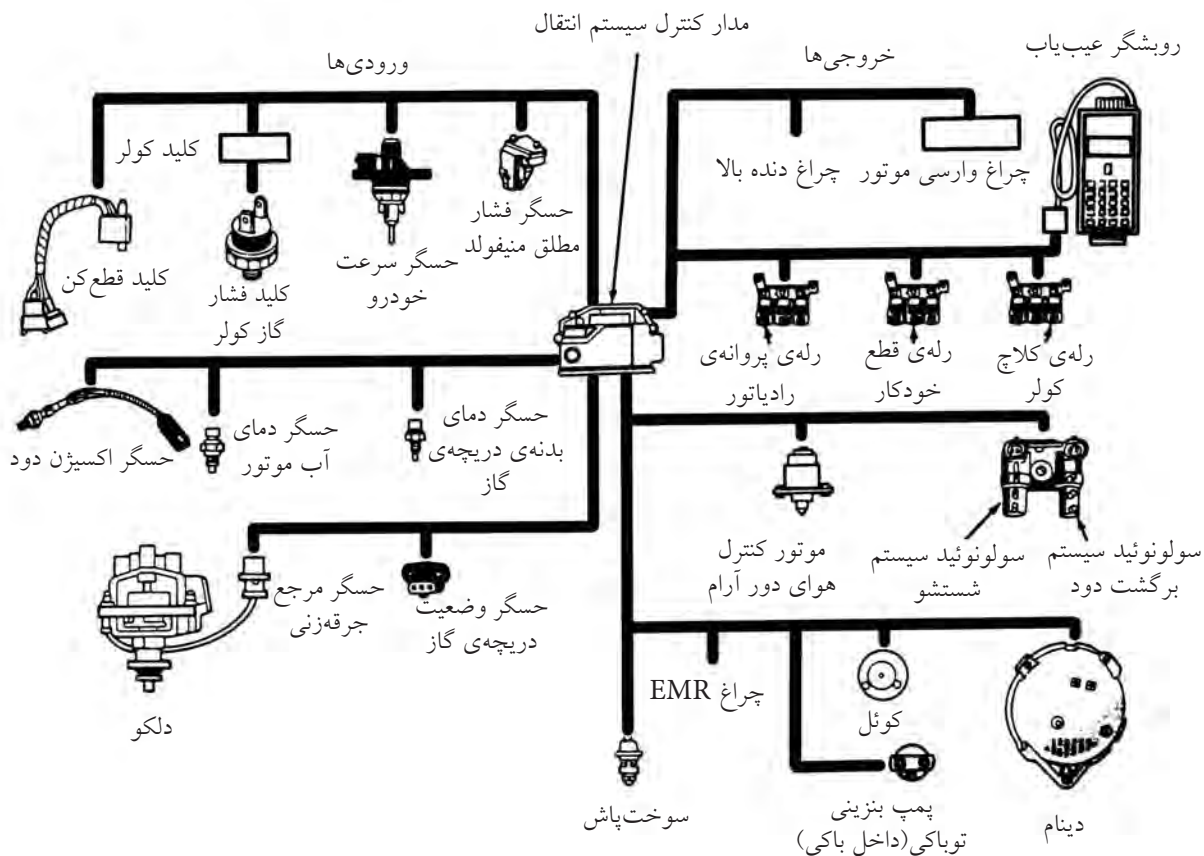 مدار کنترل سیستم انتقال
روبشگر عیب‌یاب
خروجی‌ها
ورودی‌ها
چراغ وارسی موتور
چراغ دنده بالا
کلید کولر
حسگر فشار
مطلق منیفولد
حسگر سرعت
خودرو
کلید فشار
گاز کولر
کلید قطع‌کن
رله‌ی کلاچ
کولر
رله‌ی قطع
خودکار
رله‌ی پروانه‌ی
رادیاتور
حسگر دمای
بدنه‌ی دریچه‌ی
گاز
حسگر دمای
آب موتور
حسگر اکسیژن دود
سولونوئید سیستم
برگشت دود
سولونوئید سیستم
شستشو
موتور کنترل
هوای دور آرام
حسگر وضعیت
دریچه‌ی گاز
حسگر مرجع
جرقه‌زنی
دلکو
چراغ EMR
کوئل
دینام
پمپ بنزینی
توباکی(داخل باکی)
سوخت‌پاش